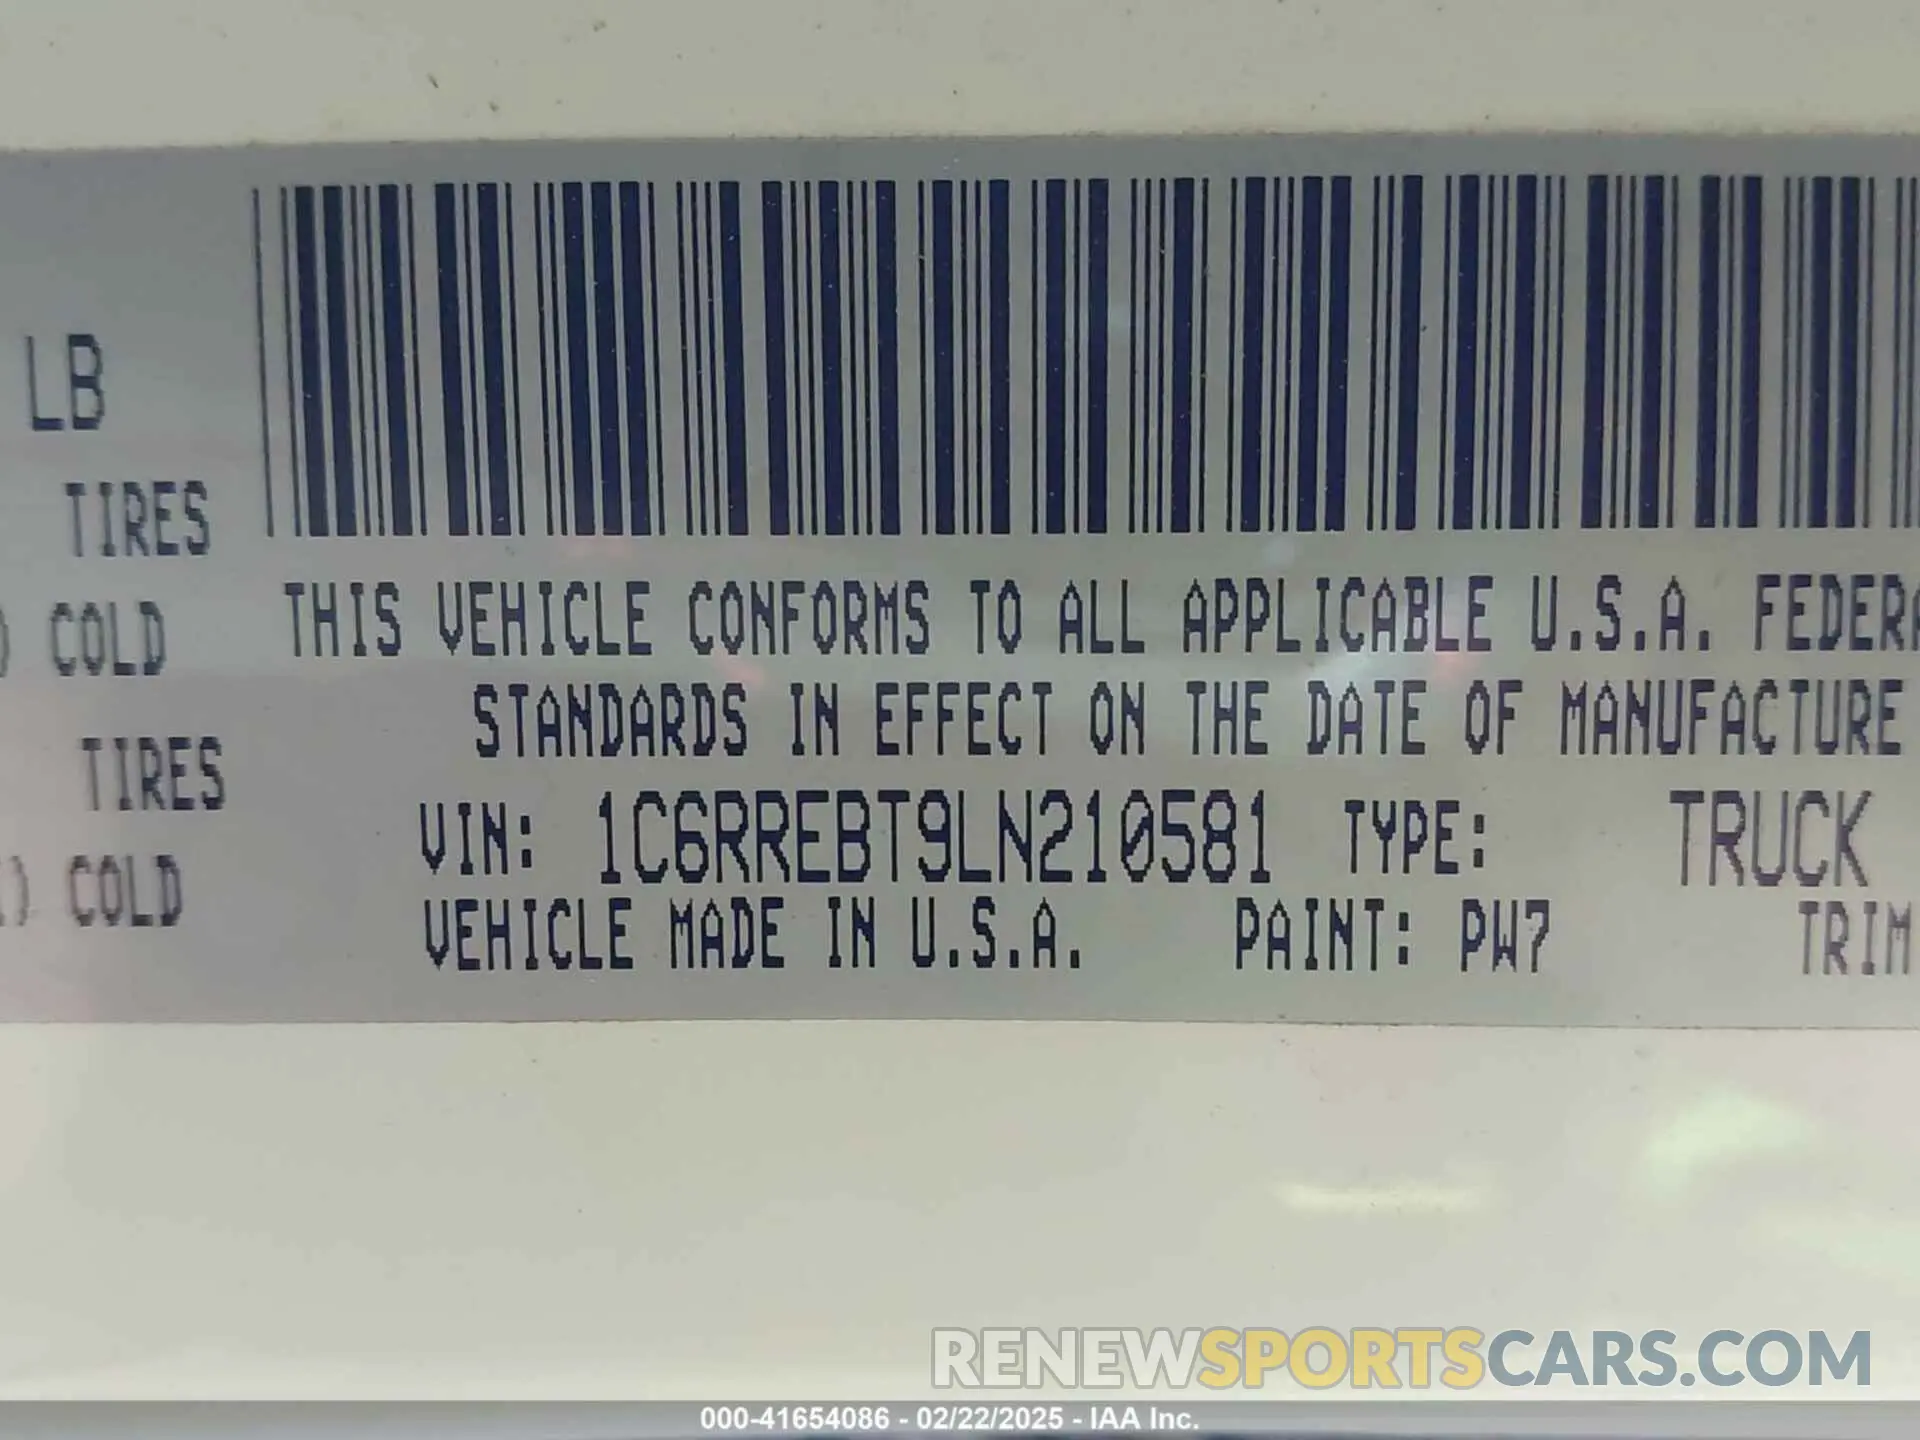 LB
TIRES
) COLD
TIRES
) COLD
THIS VEHICLE CONFORMS TO ALL APPLICABLE U.S.A. FEDERA
STANDARDS IN EFFECT ON THE DATE OF MANUFACTURE
VIN: 1C6RREBT9LN210581 TYPE: TRUCK
VEHICLE MADE IN U.S.A. PAINT: PW7 TRIM
RENEWSPORTSCARS.COM
000-41654086 - 02/22/2025 - IAA Inc.